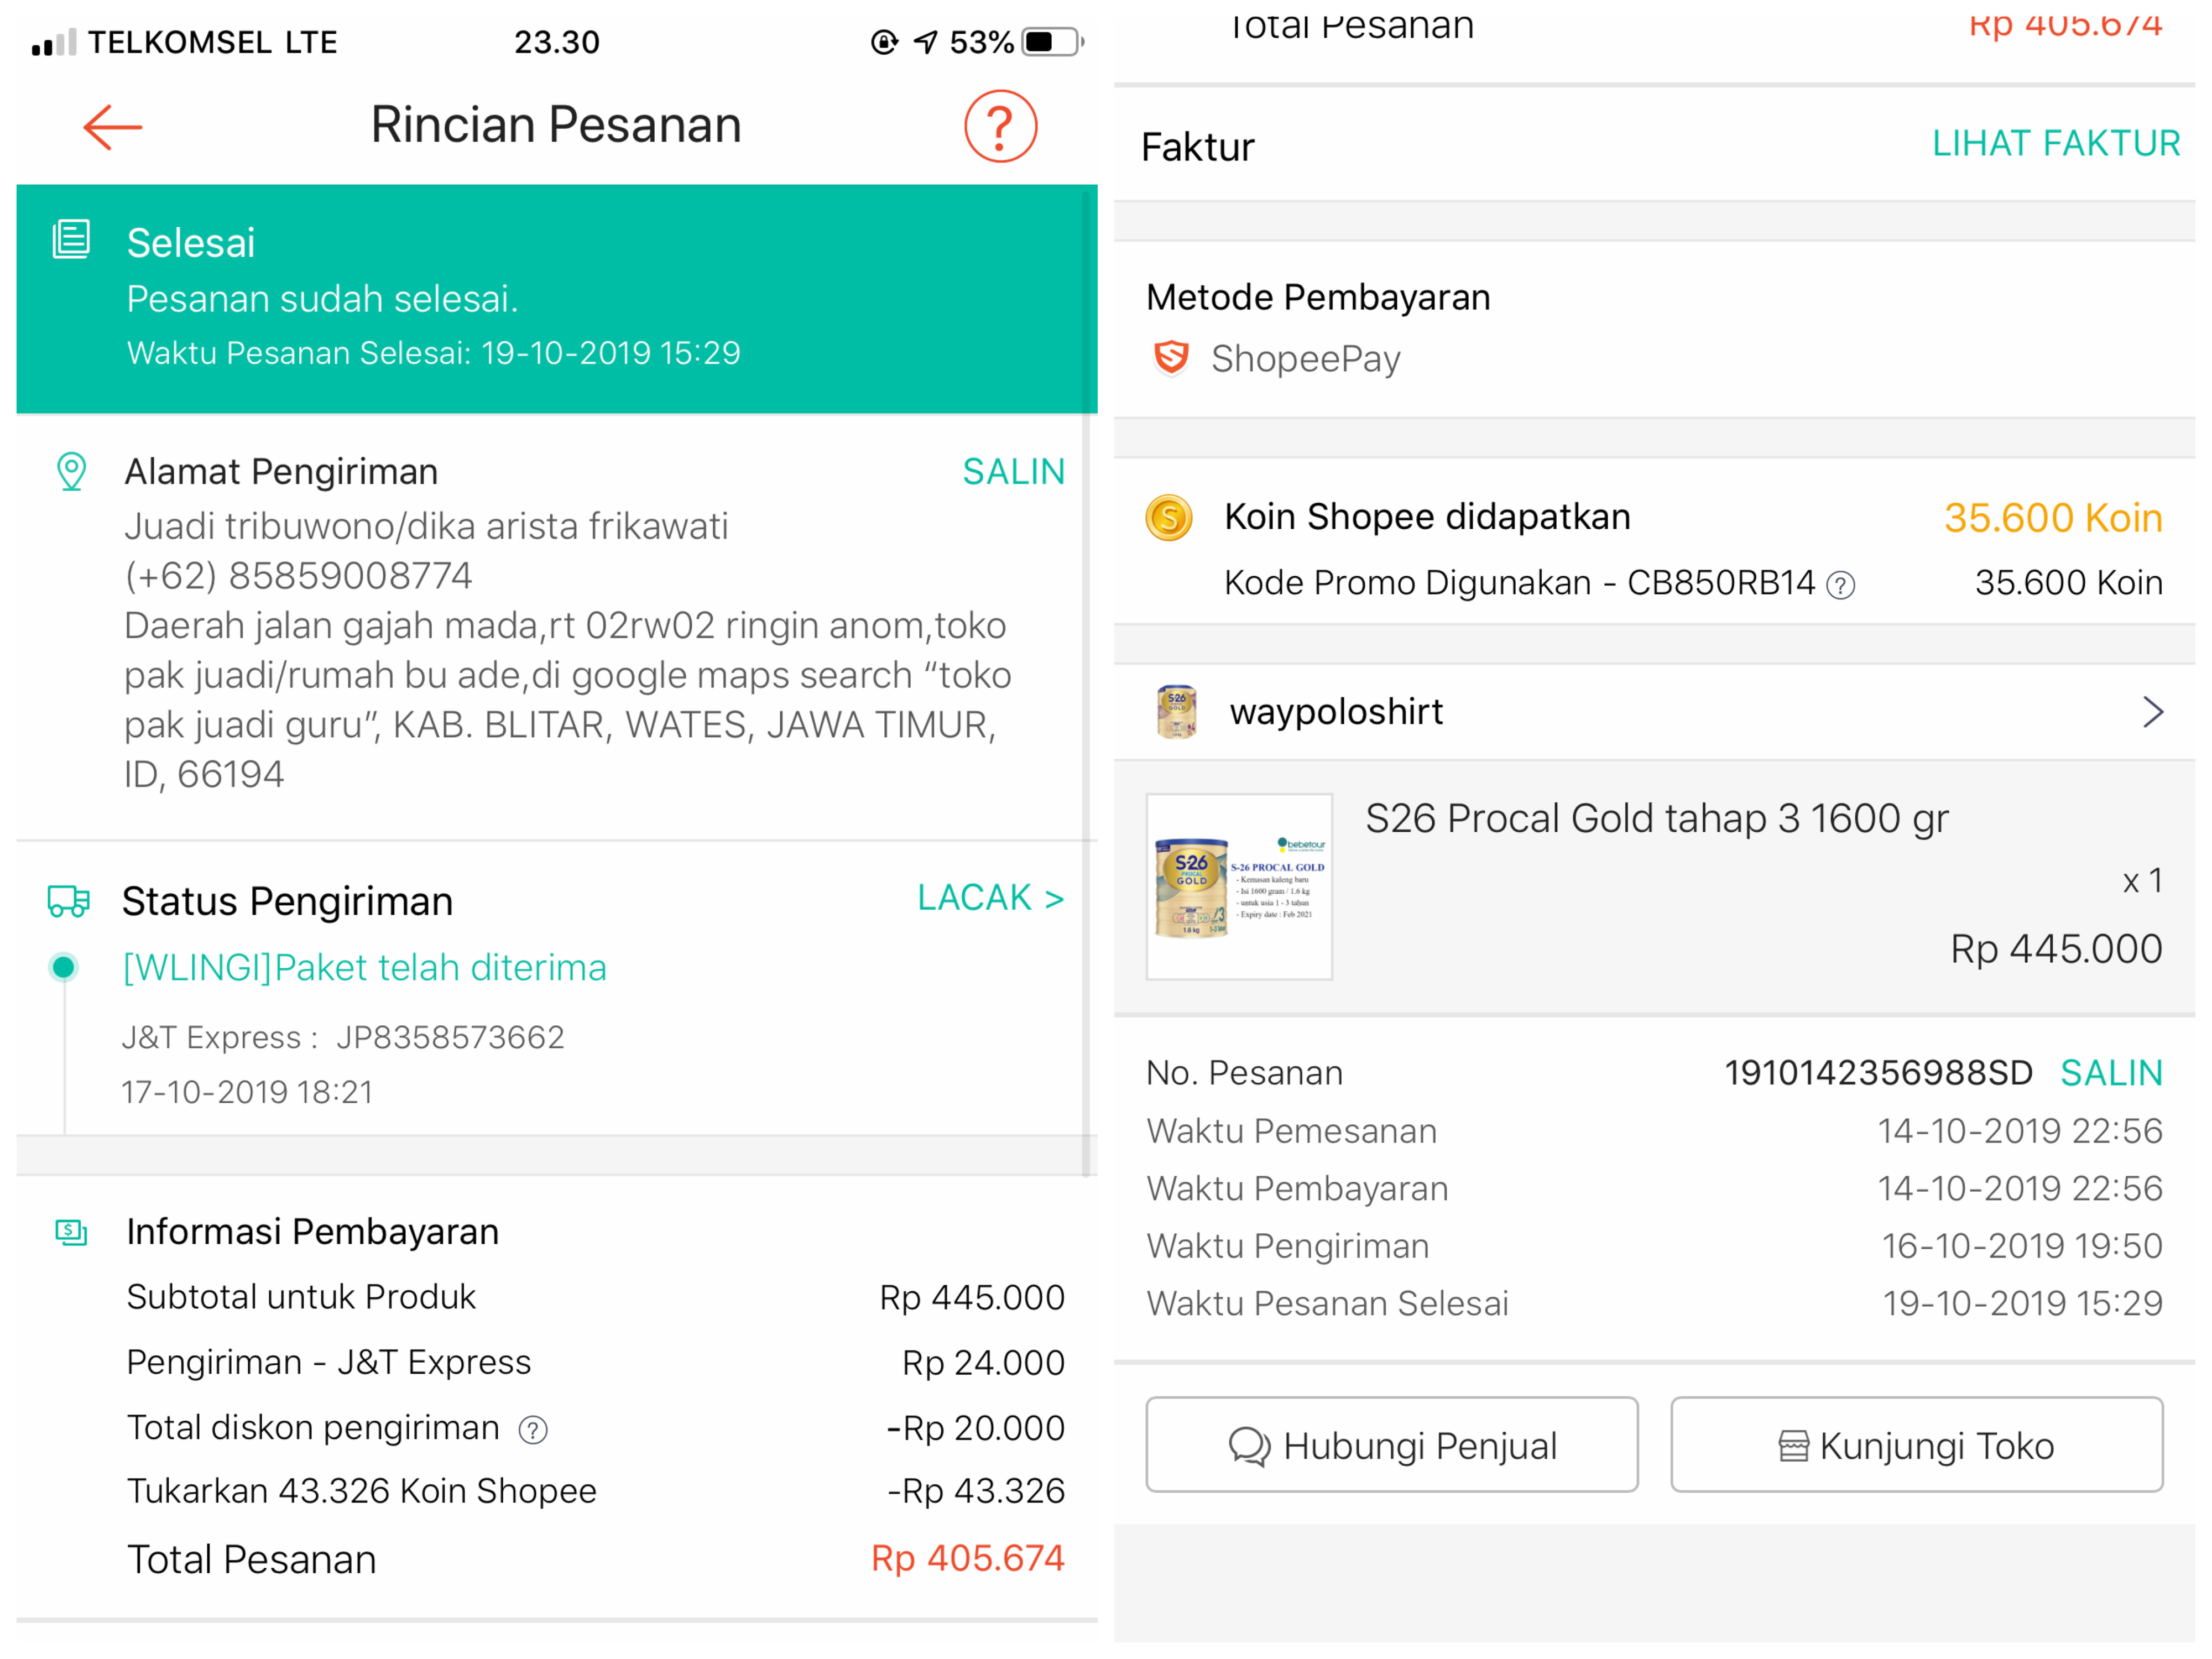 TELKOMSEL LTE 23.30 53%
Rincian Pesanan ?
Selesai
Pesanan sudah selesai.
Waktu Pesanan Selesai: 19-10-2019 15:29
Alamat Pengiriman SALIN
Juadi tribuwono/dika arista frikawati
(+62) 85859008774
Daerah jalan gajah mada,rt 02rw02 ringin anom,toko
pak juadi/rumah bu ade,di google maps search “toko
pak juadi guru”, KAB. BLITAR, WATES, JAWA TIMUR,
ID, 66194
Status Pengiriman LACAK >
[WLINGI]Paket telah diterima
J&T Express : JP8358573662
17-10-2019 18:21
Informasi Pembayaran
Subtotal untuk Produk Rp 445.000
Pengiriman - J&T Express Rp 24.000
Total diskon pengiriman ? -Rp 20.000
Tukarkan 43.326 Koin Shopee -Rp 43.326
Total Pesanan Rp 405.674
Total Pesanan Rp 405.674
Faktur LIHAT FAKTUR
Metode Pembayaran
ShopeePay
Koin Shopee didapatkan 35.600 Koin
Kode Promo Digunakan - CB850RB14 ? 35.600 Koin
S-26
GOLD
waypoloshirt
S26 Procal Gold tahap 3 1600 gr
x 1
Rp 445.000
bebetour
S-26
PROCAL
GOLD
3
1.6 kg
S-26 PROCAL GOLD
- Kemasan kaleng baru
- Isi 1600 gram / 1.6 kg
- untuk usia 1 - 3 tahun
- Expiry date : Feb 2021
No. Pesanan 1910142356988SD SALIN
Waktu Pemesanan 14-10-2019 22:56
Waktu Pembayaran 14-10-2019 22:56
Waktu Pengiriman 16-10-2019 19:50
Waktu Pesanan Selesai 19-10-2019 15:29
Hubungi Penjual Kunjungi Toko